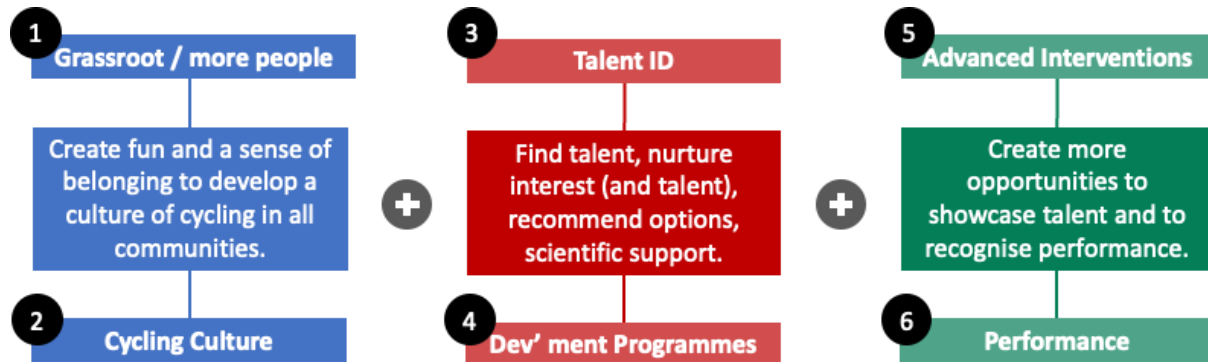 1
Grassroot / more people
Create fun and a sense of
belonging to develop a
culture of cycling in all
communities.
2
Cycling Culture
3
Talent ID
Find talent, nurture
interest (and talent),
recommend options,
scientific support.
4
Dev' ment Programmes
5
Advanced Interventions
Create more
opportunities to
showcase talent and to
recognise performance.
6
Performance